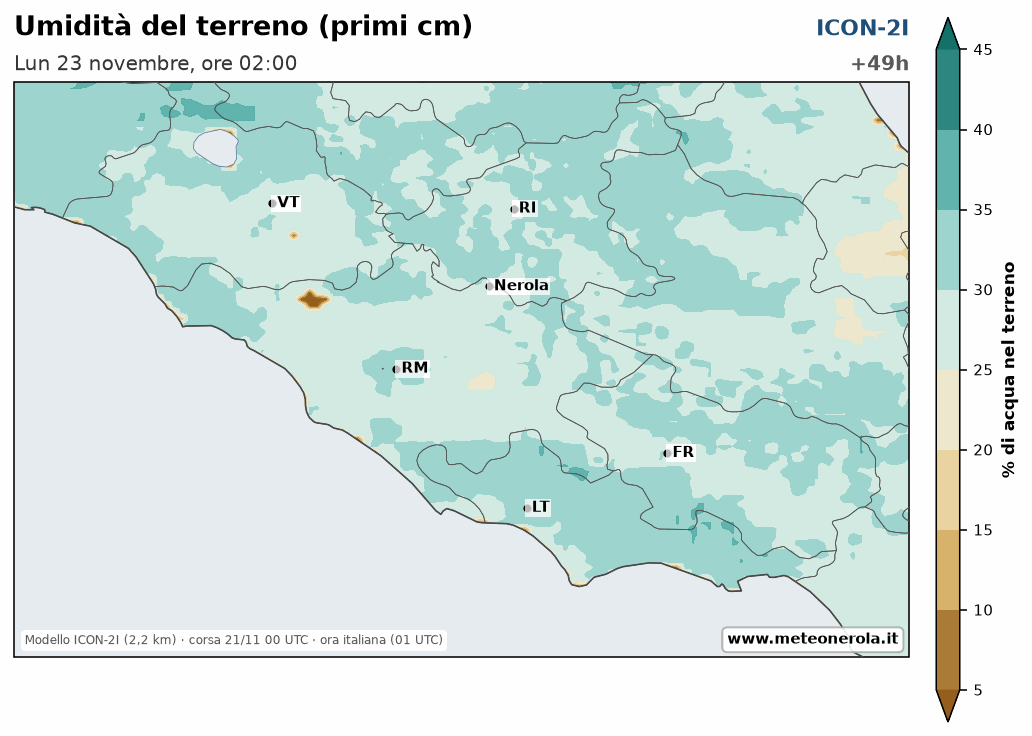 Umidità del terreno (primi cm)
ICON-2I
Lun 23 novembre, ore 02:00
+49h
VT
RI
Nerola
RM
FR
LT
Modello ICON-2I (2,2 km) · corsa 21/11 00 UTC · ora italiana (01 UTC)
www.meteonerola.it
45
40
35
30
25
20
15
10
5
% di acqua nel terreno